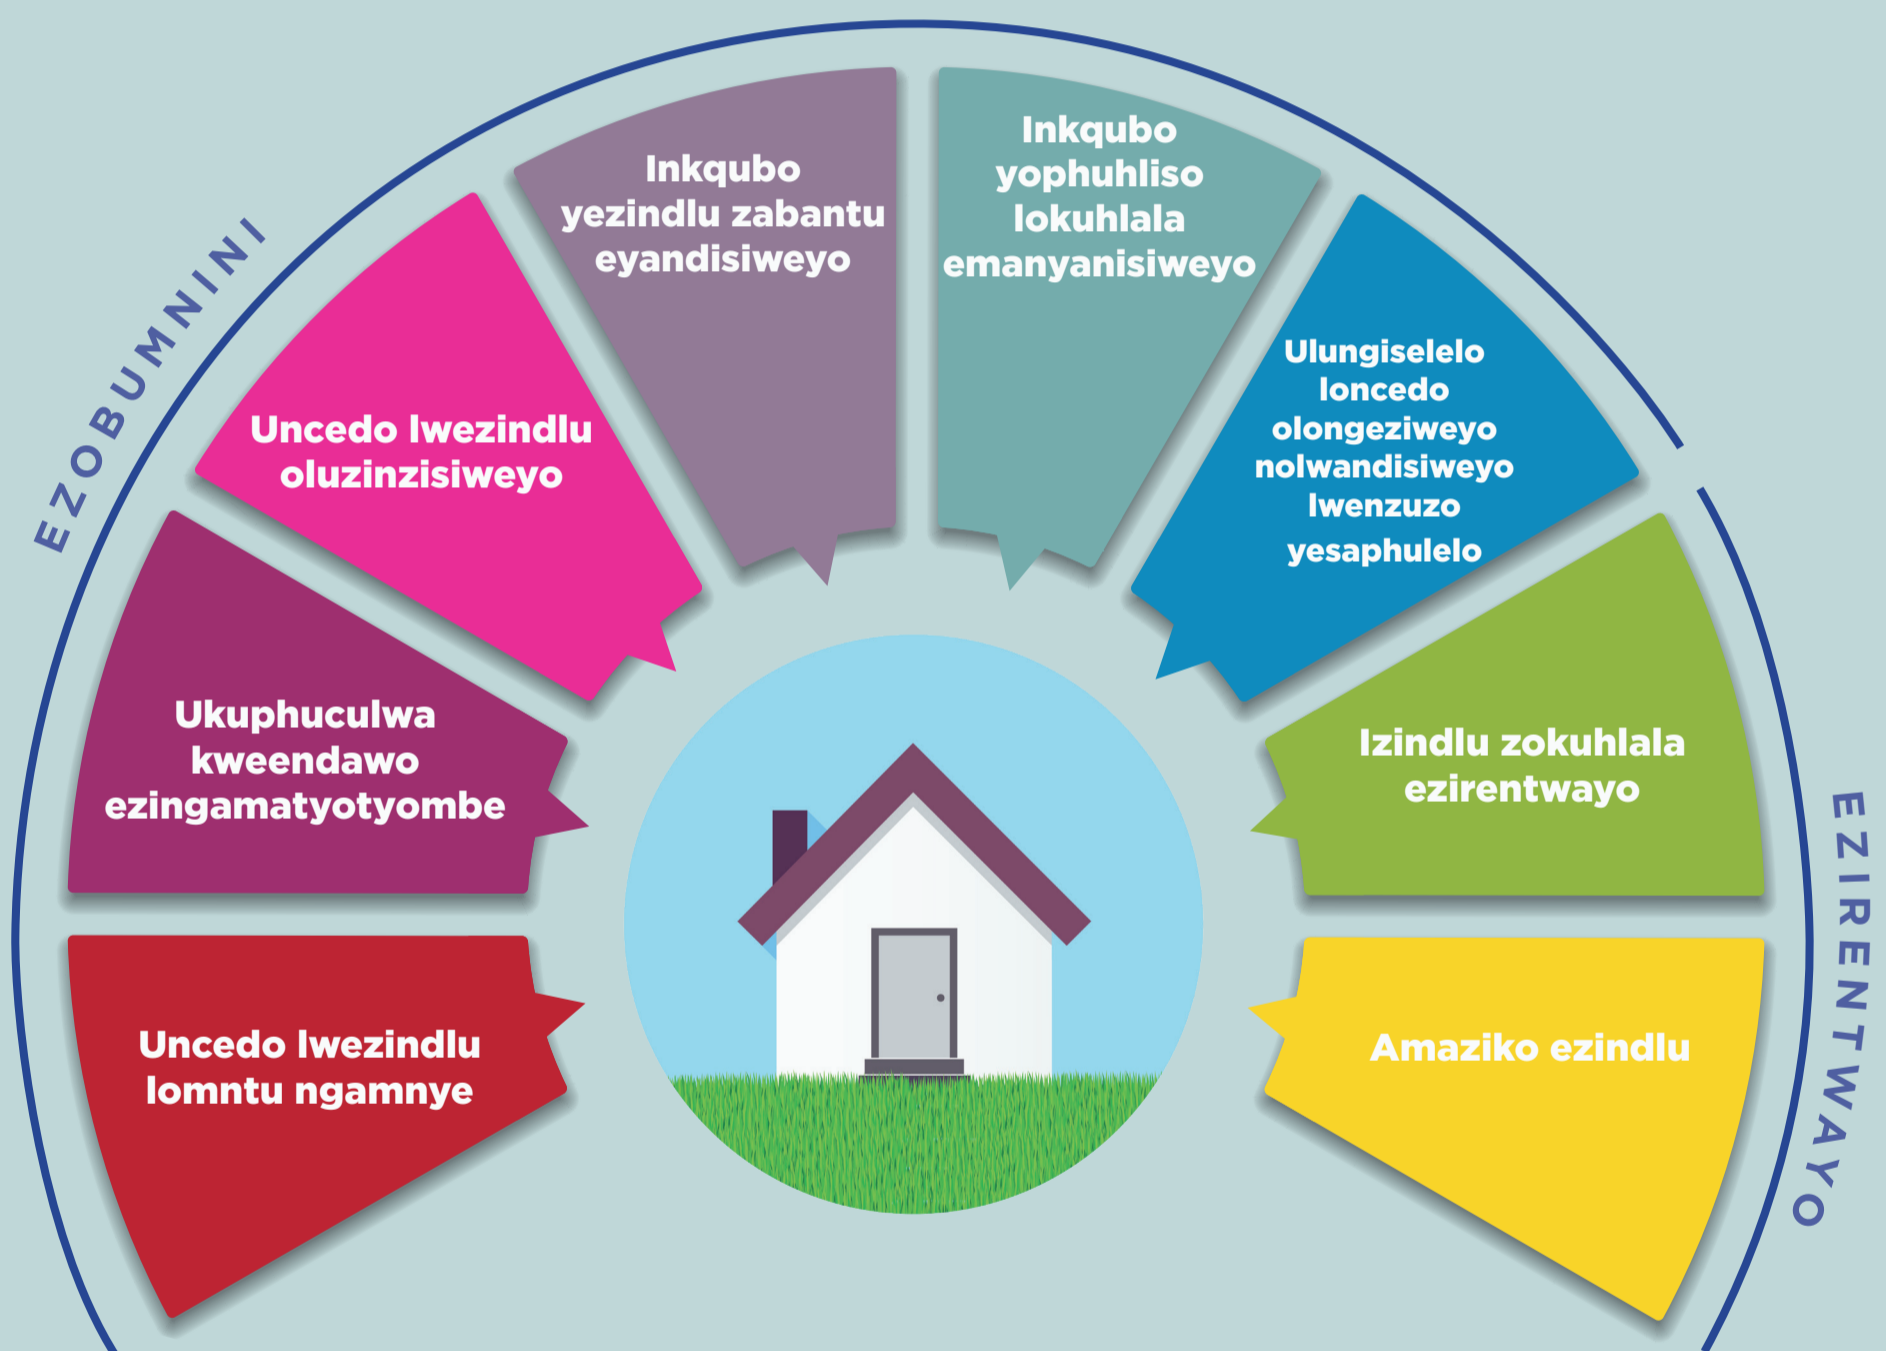 EZOBUMNINI
Uncedo lwezindlu
lomntu ngamnye
Ukuphuculwa
kweendawo
ezingamatyotyombe
Uncedo lwezindlu
oluzinzisiweyo
Inkqubo
yezindlu zabantu
eyandisiweyo
Inkqubo
yophuhliso
lokuhlala
emanyanisiweyo
Ulungiselelo
loncedo
olongeziweyo
nolwandisiweyo
lwenzuzo
yesaphulelo
EZIRENTWAYO
Izindlu zokuhlala
ezirentwayo
Amaziko ezindlu